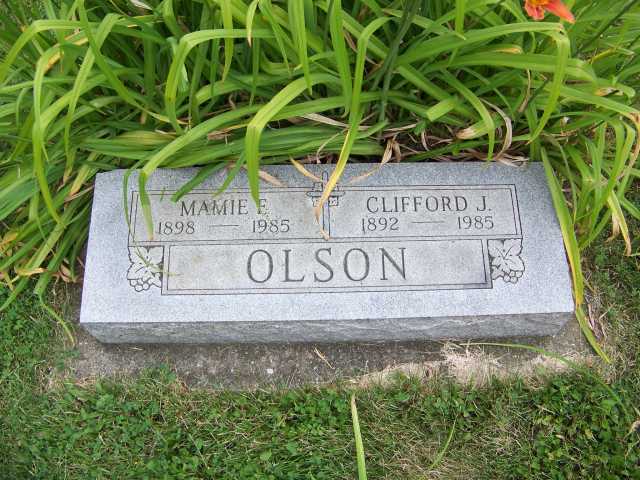 MAMIE E. CLIFFORD J.
1898 — 1985 1892 — 1985
OLSON